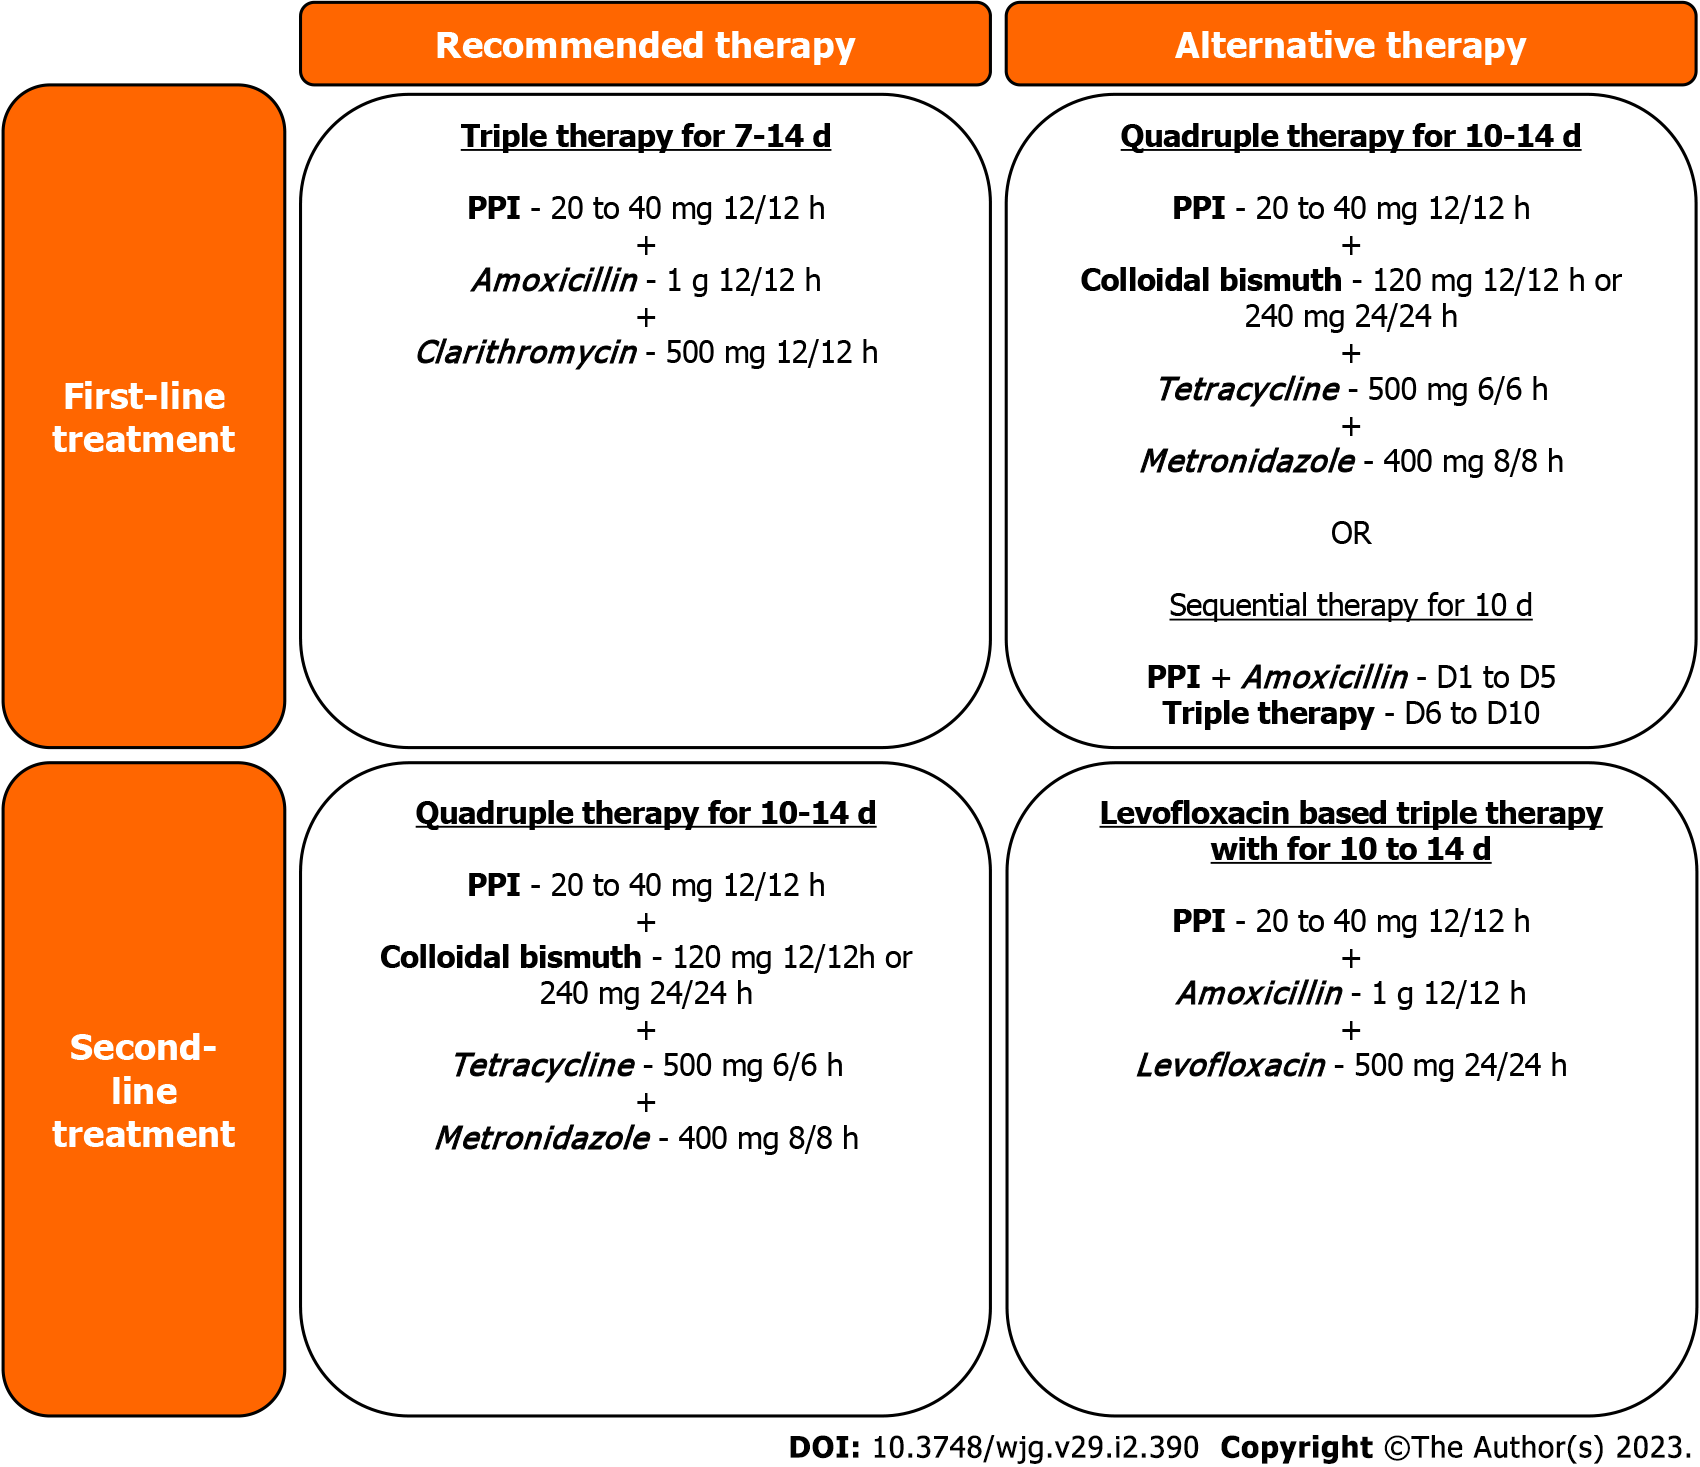 Recommended therapy
Alternative therapy
First-line
treatment
Triple therapy for 7-14 d
PPI - 20 to 40 mg 12/12 h
+
Amoxicillin - 1 g 12/12 h
+
Clarithromycin - 500 mg 12/12 h
Quadruple therapy for 10-14 d
PPI - 20 to 40 mg 12/12 h
+
Colloidal bismuth - 120 mg 12/12 h or
240 mg 24/24 h
+
Tetracycline - 500 mg 6/6 h
+
Metronidazole - 400 mg 8/8 h
OR
Sequential therapy for 10 d
PPI + Amoxicillin - D1 to D5
Triple therapy - D6 to D10
Second-
line
treatment
Quadruple therapy for 10-14 d
PPI - 20 to 40 mg 12/12 h
+
Colloidal bismuth - 120 mg 12/12h or
240 mg 24/24 h
+
Tetracycline - 500 mg 6/6 h
+
Metronidazole - 400 mg 8/8 h
Levofloxacin based triple therapy
with for 10 to 14 d
PPI - 20 to 40 mg 12/12 h
+
Amoxicillin - 1 g 12/12 h
+
Levofloxacin - 500 mg 24/24 h
DOI: 10.3748/wjg.v29.i2.390 Copyright ©The Author(s) 2023.